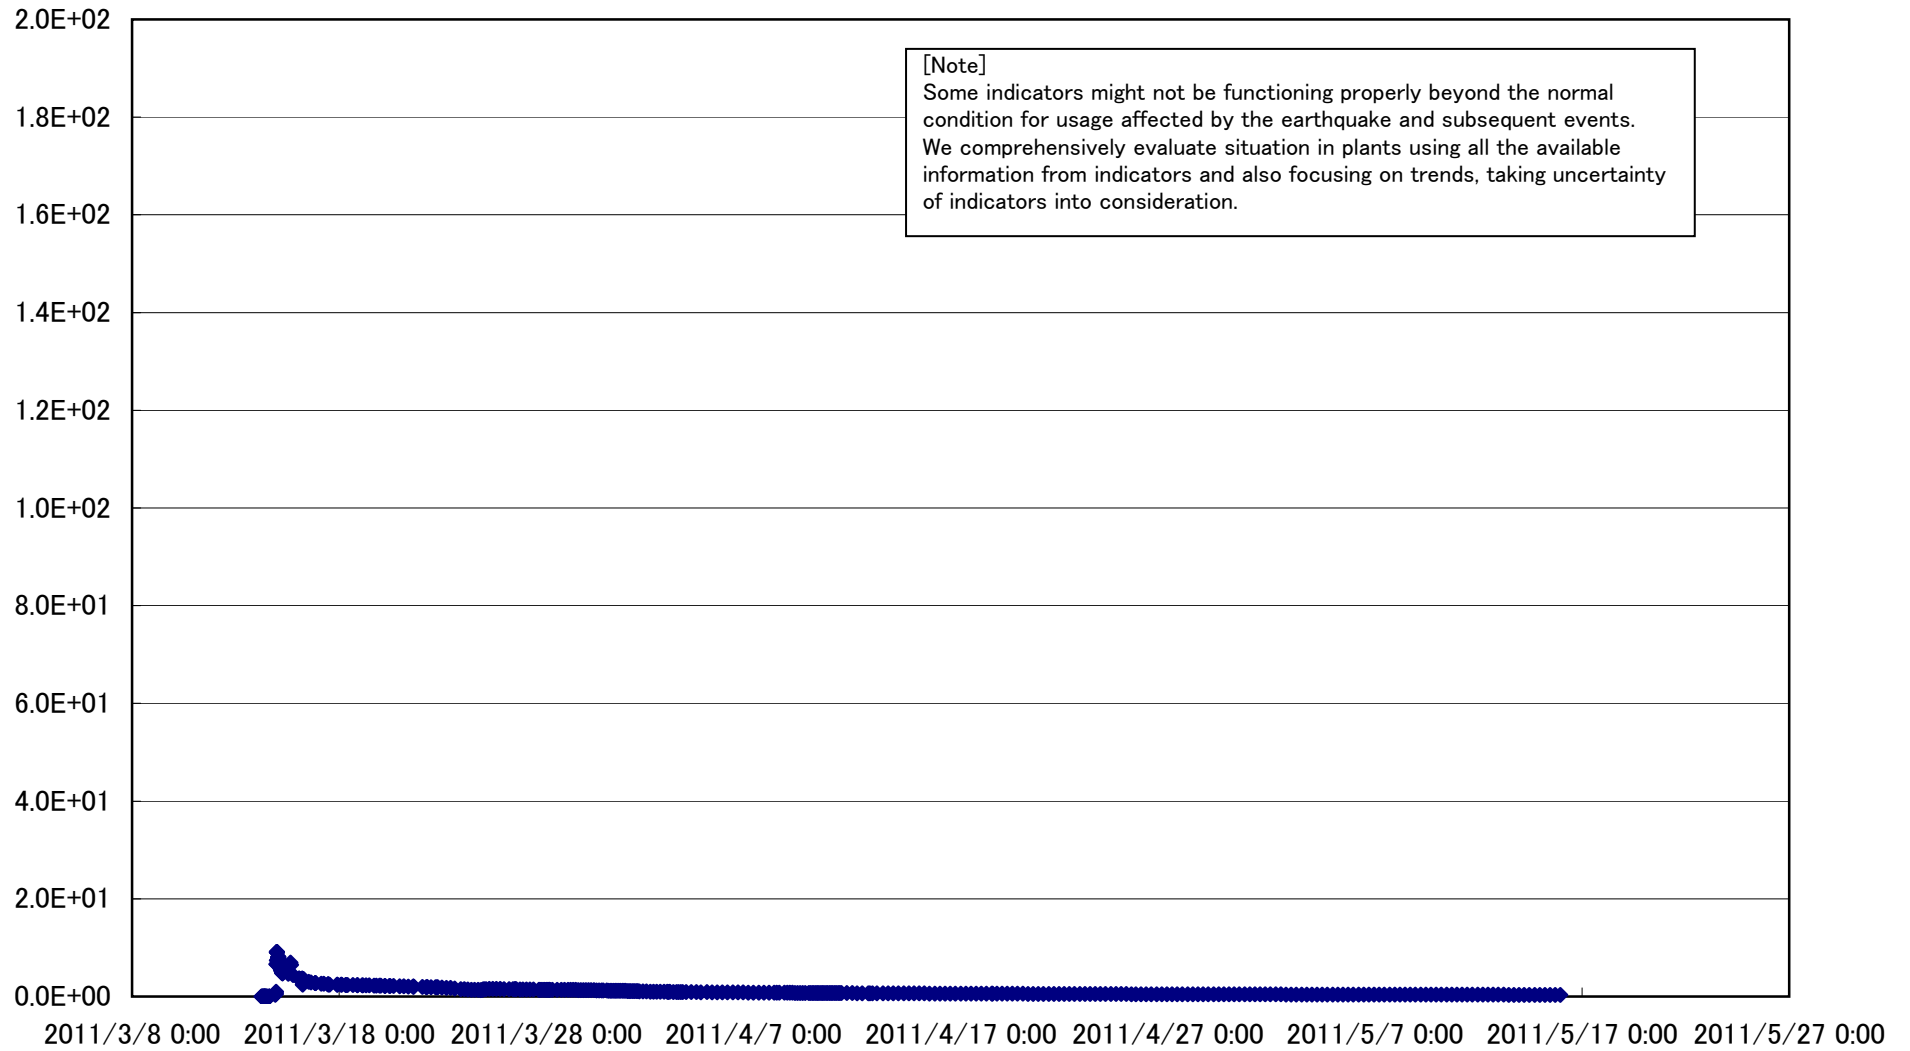 2.0E+02
[Note]
Some indicators might not be functioning properly beyond the normal
condition for usage affected by the earthquake and subsequent events.
We comprehensively evaluate situation in plants using all the available
information from indicators and also focusing on trends, taking uncertainty
of indicators into consideration.
1.8E+02
1.6E+02
1.4E+02
1.2E+02
1.0E+02
8.0E+01
6.0E+01
4.0E+01
2.0E+01
0.0E+00
2011/3/8 0:00 2011/3/18 0:00 2011/3/28 0:00 2011/4/7 0:00 2011/4/17 0:00 2011/4/27 0:00 2011/5/7 0:00 2011/5/17 0:00 2011/5/27 0:00